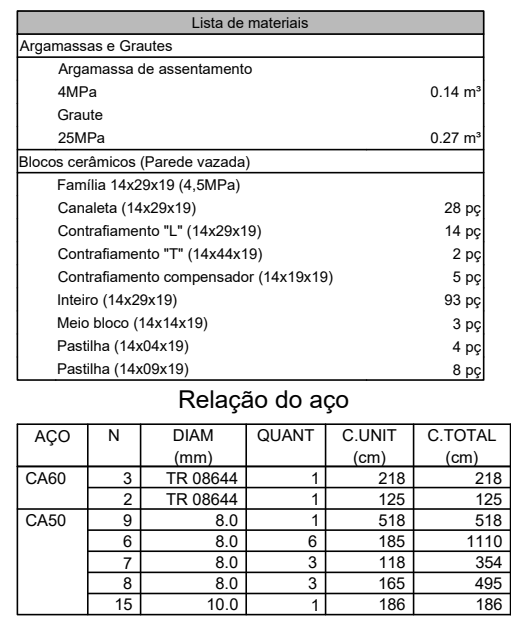 Lista de materiais
Argamassas e Grautes
Argamassa de assentamento
4MPa 0.14 m³
Graute
25MPa 0.27 m³
Blocos cerâmicos (Parede vazada)
Família 14x29x19 (4,5MPa)
Canaleta (14x29x19) 28 pç
Contrafiamento "L" (14x29x19) 14 pç
Contrafiamento "T" (14x44x19) 2 pç
Contrafiamento compensador (14x19x19) 5 pç
Inteiro (14x29x19) 93 pç
Meio bloco (14x14x19) 3 pç
Pastilha (14x04x19) 4 pç
Pastilha (14x09x19) 8 pç
Relação do aço
AÇO N DIAM QUANT C.UNIT C.TOTAL
(mm) (cm) (cm)
CA60 3 TR 08644 1 218 218
2 TR 08644 1 125 125
CA50 9 8.0 1 518 518
6 8.0 6 185 1110
7 8.0 3 118 354
8 8.0 3 165 495
15 10.0 1 186 186